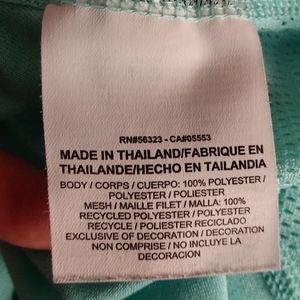 RN#56323 - CA#05553
MADE IN THAILAND/FABRIQUE EN
THAILANDE/HECHO EN TAILANDIA
BODY / CORPS / CUERPO: 100% POLYESTER /
POLYESTER / POLIESTER
MESH / MAILLE FILET / MALLA: 100%
RECYCLED POLYESTER / POLYESTER
RECYCLE / POLIESTER RECICLADO
EXCLUSIVE OF DECORATION / DECORATION
NON COMPRISE / NO INCLUYE LA
DECORACION